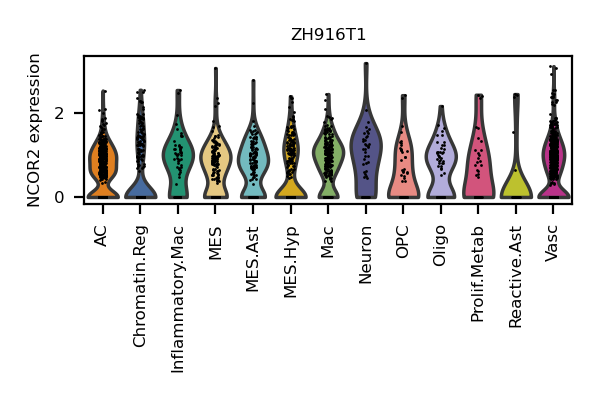 ZH916T1
NCOR2 expression
2
0
AC
Chromatin.Reg
Inflammatory.Mac
MES
MES.Ast
MES.Hyp
Mac
Neuron
OPC
Oligo
Prolif.Metab
Reactive.Ast
Vasc